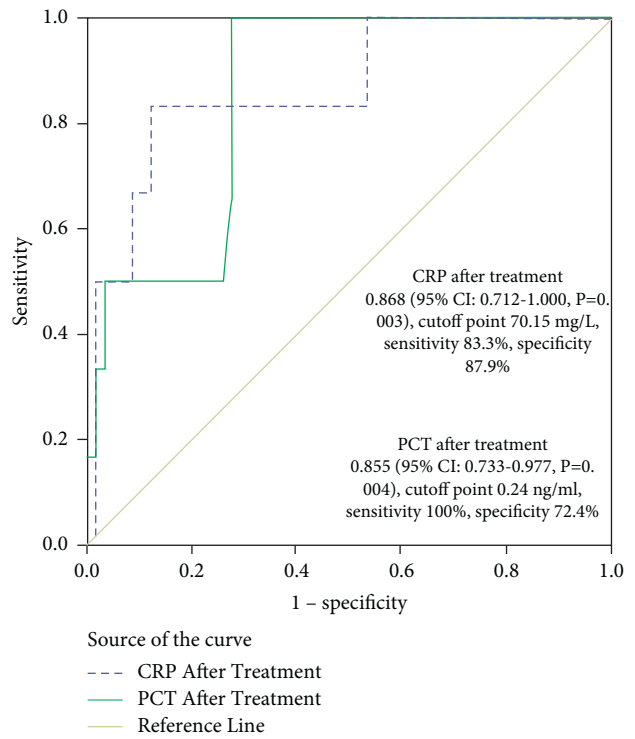 1.0
0.8
0.6
0.4
0.2
0.0
Sensitivity
CRP after treatment
0.868 (95% CI: 0.712-1.000, P=0.
003), cutoff point 70.15 mg/L,
sensitivity 83.3%, specificity
87.9%
PCT after treatment
0.855 (95% CI: 0.733-0.977, P=0.
004), cutoff point 0.24 ng/ml,
sensitivity 100%, specificity 72.4%
0.0 0.2 0.4 0.6 0.8 1.0
1 – specificity
Source of the curve
CRP After Treatment
PCT After Treatment
Reference Line